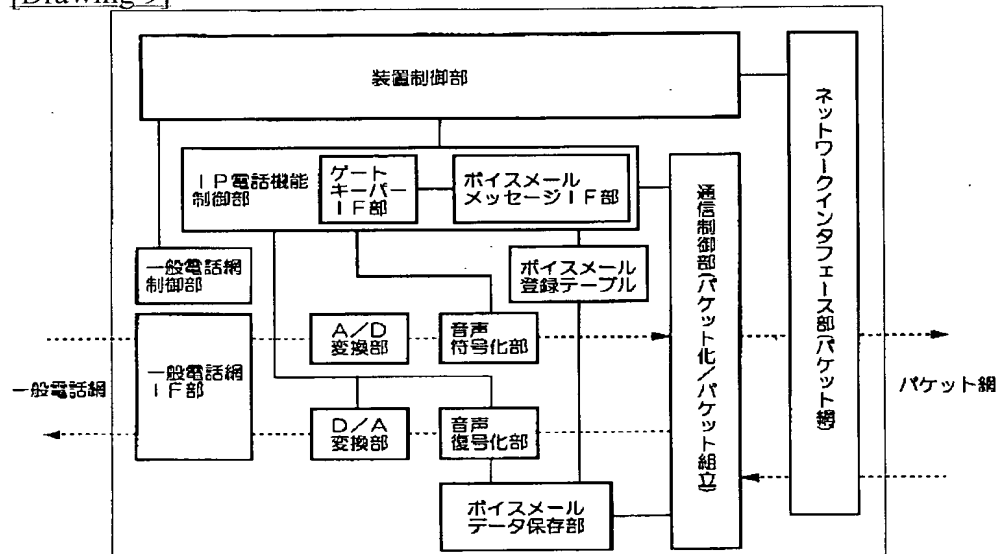 [Drawing 9]
装置制御部
IP電話機能
制御部
ゲート
キーパー
IF部
ボイスメール
メッセージIF部
一般電話網
制御部
ボイスメール
登録テーブル
一般電話網
IF部
A/D
変換部
音声
符号化部
D/A
変換部
音声
復号化部
ボイスメール
データ保存部
通信制御部(パケット化/パケット組立)
ネットワークインタフェース部(パケット網)
一般電話網
パケット網